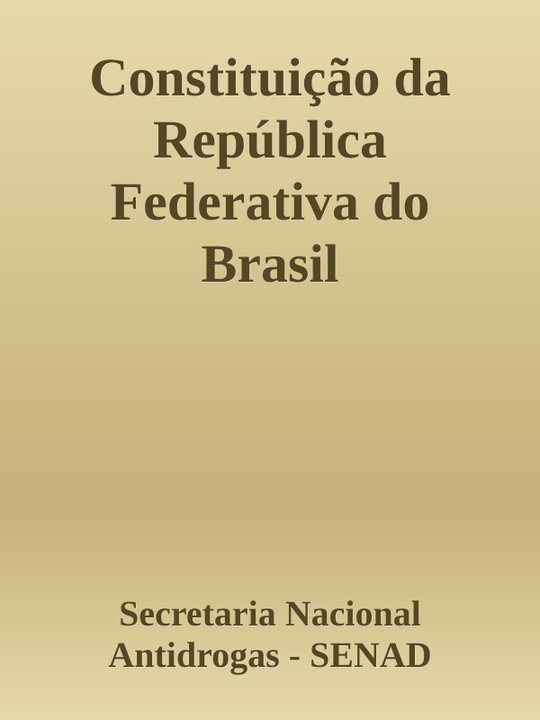 Constituição da
República
Federativa do
Brasil
Secretaria Nacional
Antidrogas - SENAD